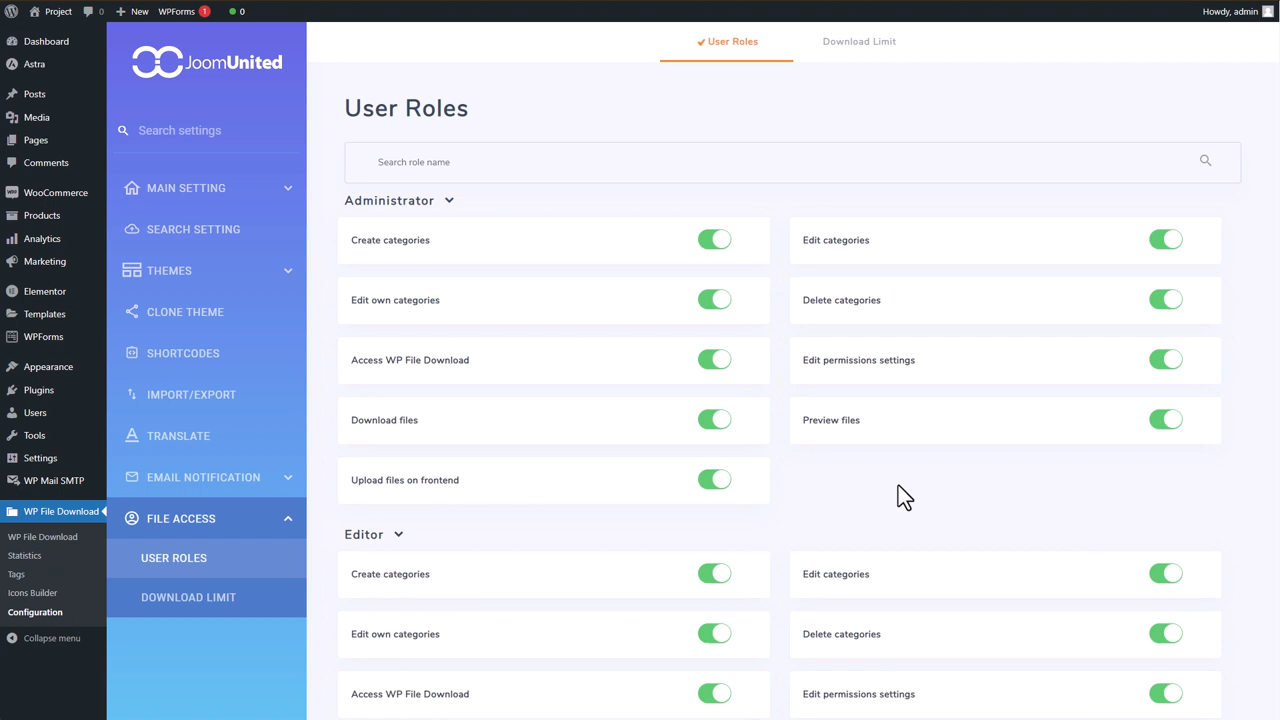 Project 0 New WPForms 1 0 Howdy, admin
Dashboard
Astra
Posts
Media
Pages
Comments
WooCommerce
Products
Analytics
Marketing
Elementor
Templates
WPForms
Appearance
Plugins
Users
Tools
Settings
WP Mail SMTP
WP File Download
WP File Download
Statistics
Tags
Icons Builder
Configuration
Collapse menu
JoomUnited
Search settings
MAIN SETTING
SEARCH SETTING
THEMES
CLONE THEME
SHORTCODES
IMPORT/EXPORT
TRANSLATE
EMAIL NOTIFICATION
FILE ACCESS
USER ROLES
DOWNLOAD LIMIT
User Roles Download Limit
User Roles
Search role name
Administrator
Create categories Edit categories
Edit own categories Delete categories
Access WP File Download Edit permissions settings
Download files Preview files
Upload files on frontend
Editor
Create categories Edit categories
Edit own categories Delete categories
Access WP File Download Edit permissions settings